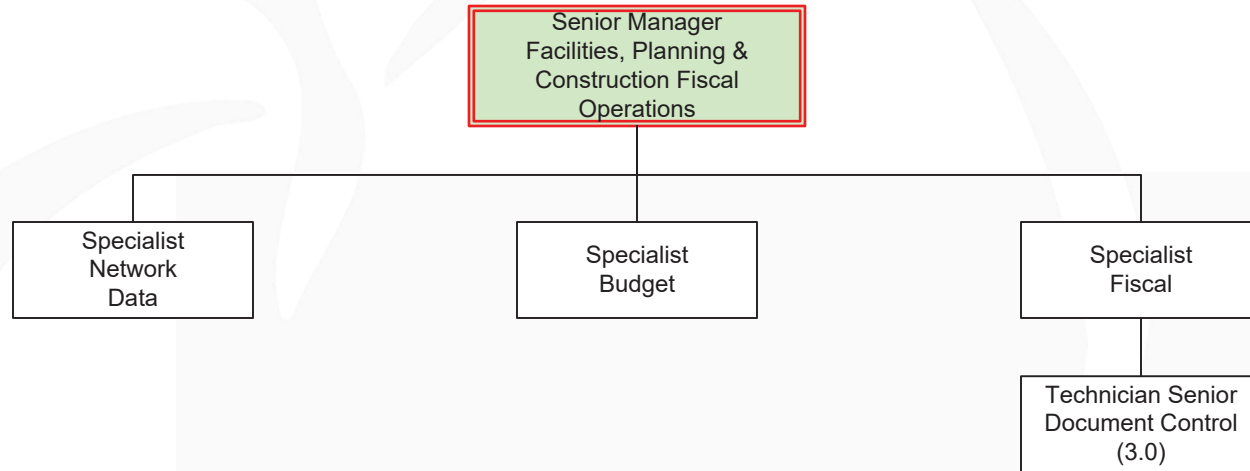 Senior Manager
Facilities, Planning &
Construction Fiscal
Operations
Specialist
Network
Data
Specialist
Budget
Specialist
Fiscal
Technician Senior
Document Control
(3.0)